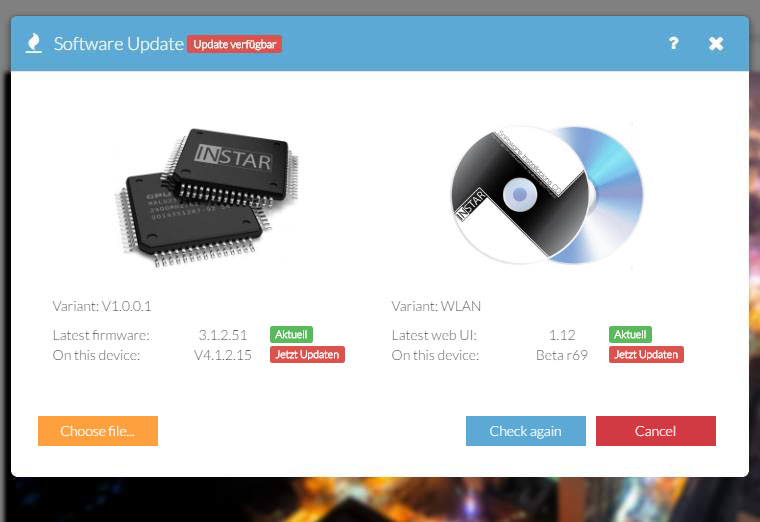 Software Update Update verfügbar
?
INSTAR
INSTAR
Variant: V1.0.0.1
Latest firmware: 3.1.2.51 Aktuell
On this device: V4.1.2.15 Jetzt Updaten
Variant: WLAN
Latest web UI: 1.12 Aktuell
On this device: Beta r69 Jetzt Updaten
Choose file...
Check again
Cancel